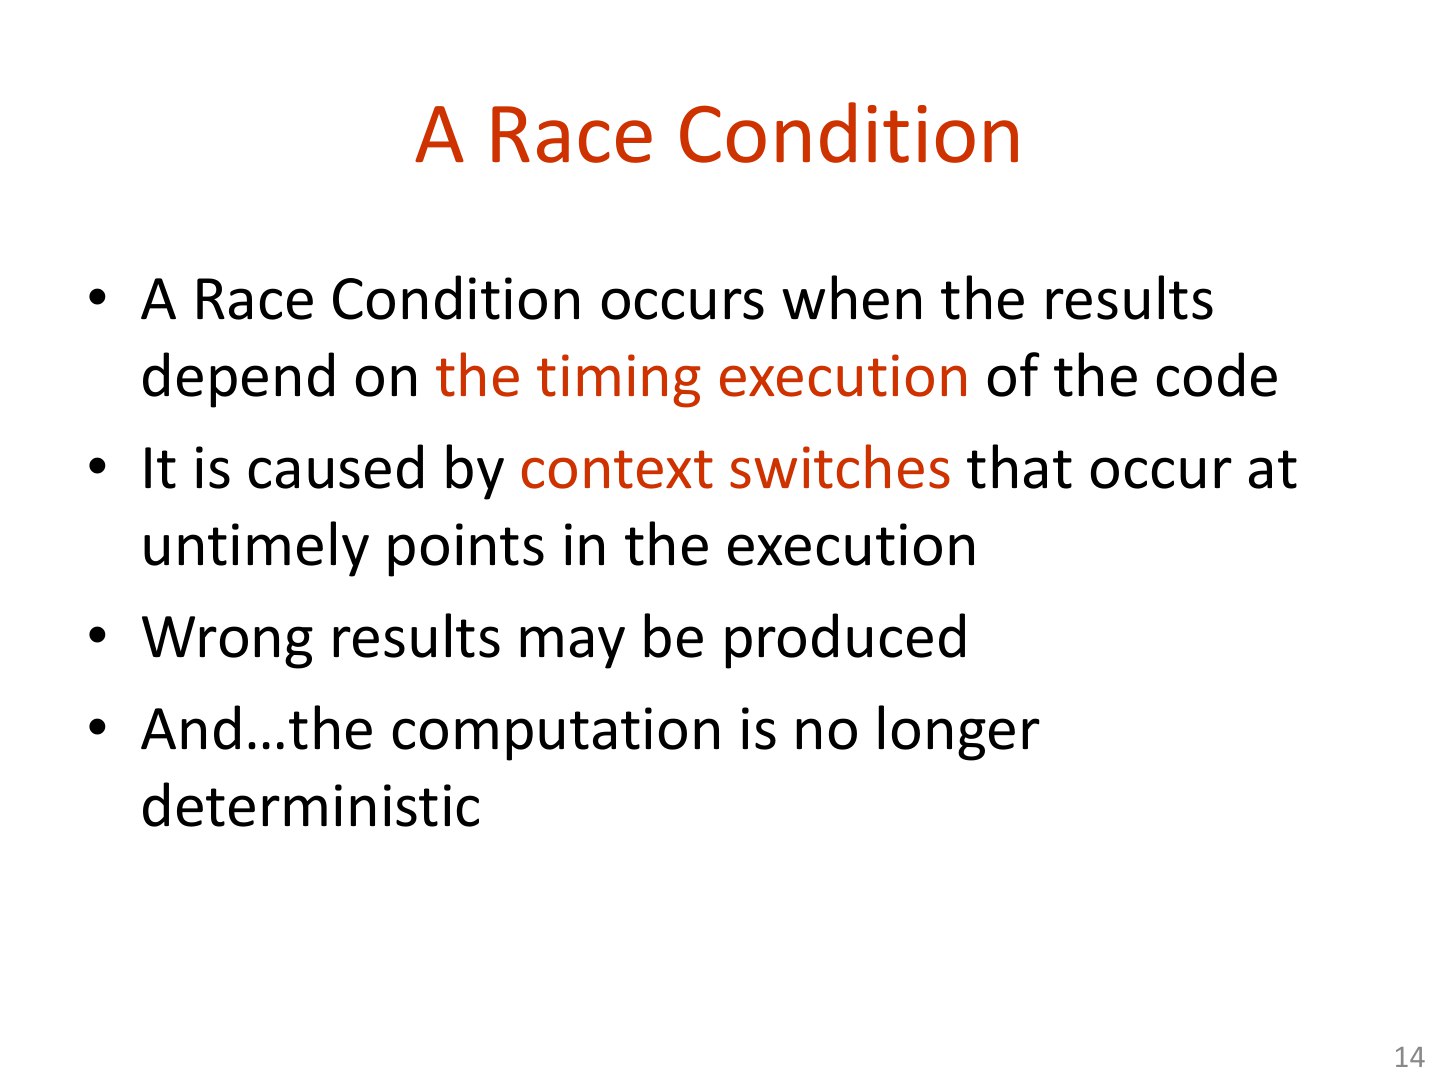 A Race Condition
• A Race Condition occurs when the results
depend on the timing execution of the code
• It is caused by context switches that occur at
untimely points in the execution
• Wrong results may be produced
• And…the computation is no longer
deterministic
14